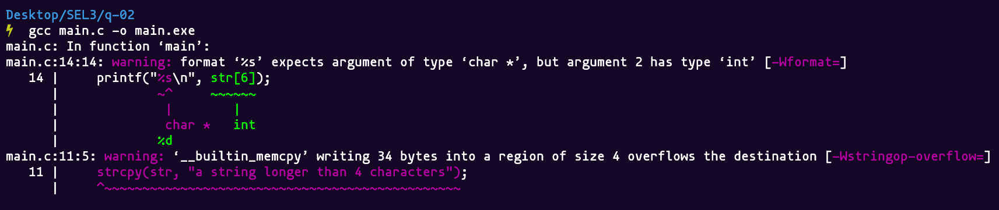 Desktop/SEL3/q-02
⚡ gcc main.c -o main.exe
main.c: In function ‘main’:
main.c:14:14: warning: format ‘%s’ expects argument of type ‘char *’, but argument 2 has type ‘int’ [-Wformat=]
   14 |     printf("%s\n", str[6]);
      |             ~^     ~~~~~~
      |              |        |
      |              char *   int
      |             %d
main.c:11:5: warning: ‘__builtin_memcpy’ writing 34 bytes into a region of size 4 overflows the destination [-Wstringop-overflow=]
   11 |     strcpy(str, "a string longer than 4 characters");
      |     ^~~~~~~~~~~~~~~~~~~~~~~~~~~~~~~~~~~~~~~~~~~~~~~~